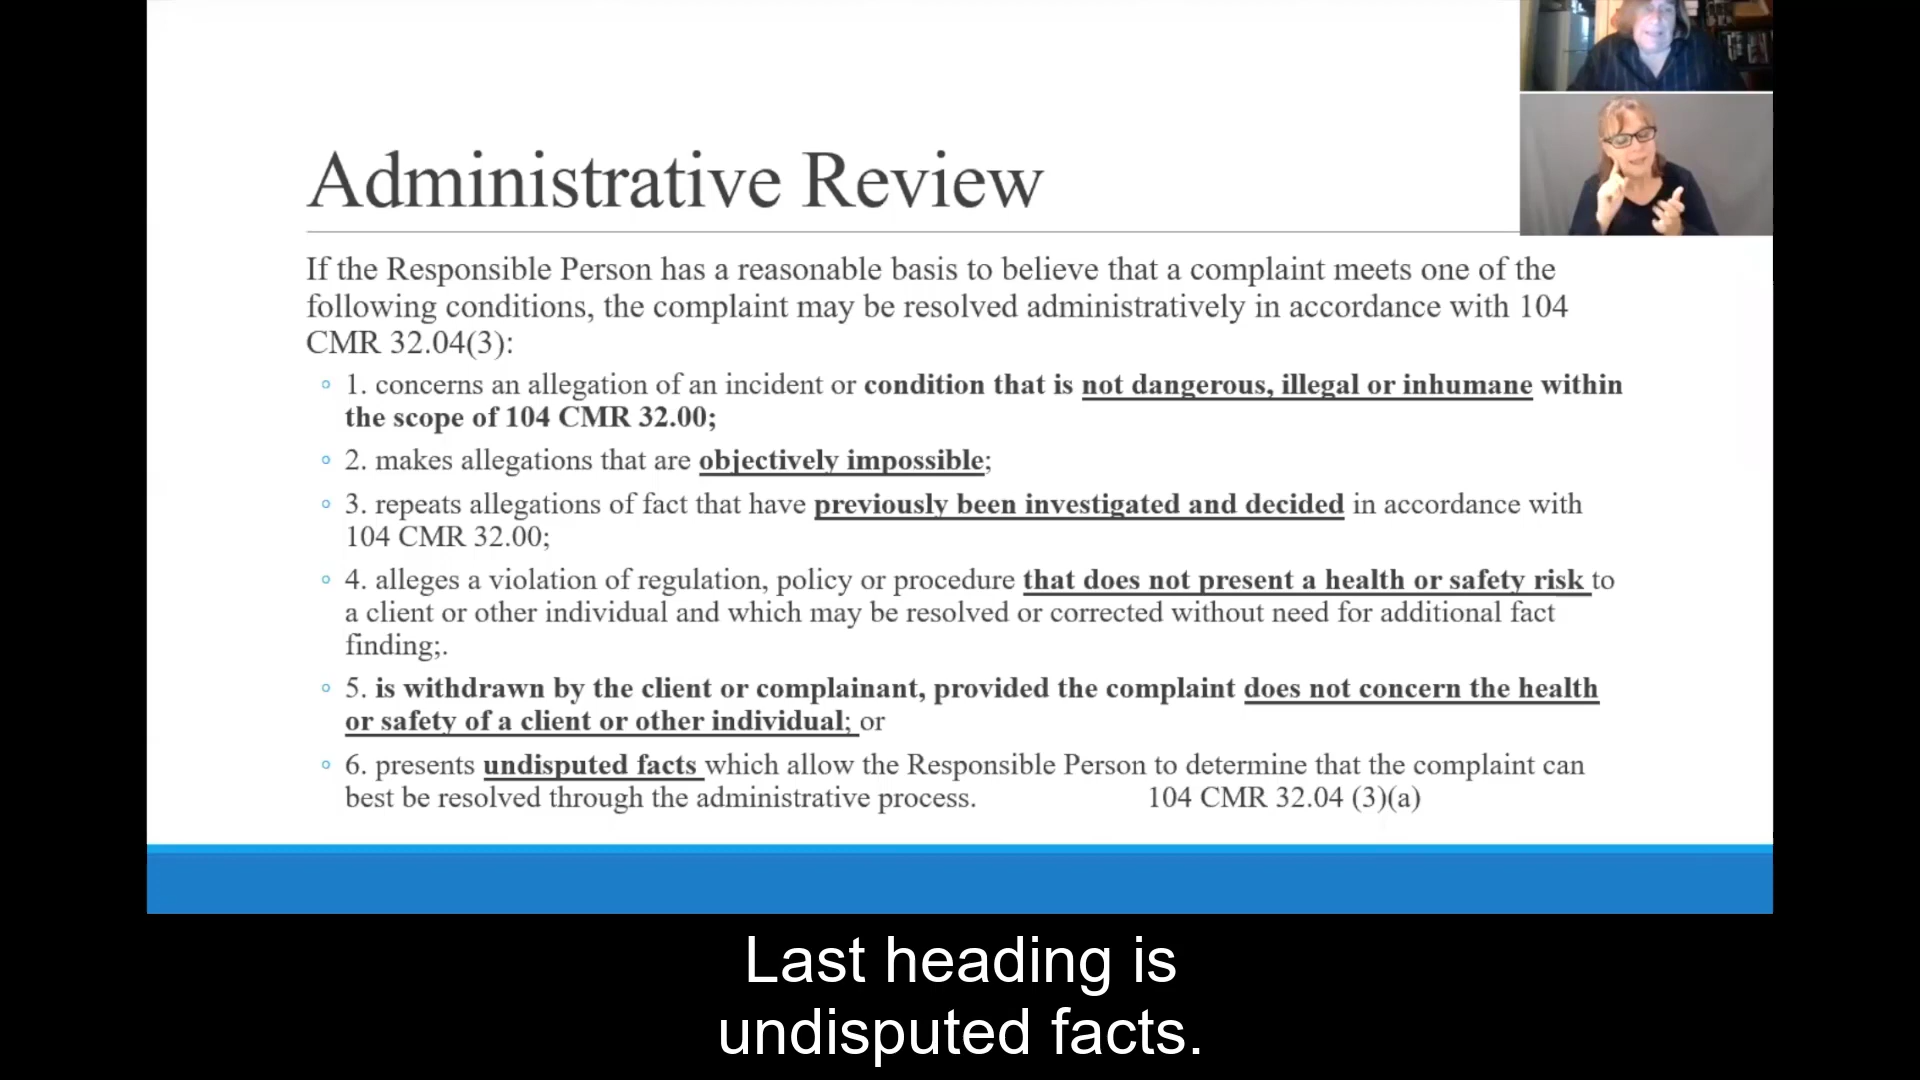 Administrative Review
If the Responsible Person has a reasonable basis to believe that a complaint meets one of the
following conditions, the complaint may be resolved administratively in accordance with 104
CMR 32.04(3):
◦ 1. concerns an allegation of an incident or condition that is not dangerous, illegal or inhumane within
the scope of 104 CMR 32.00;
◦ 2. makes allegations that are objectively impossible;
◦ 3. repeats allegations of fact that have previously been investigated and decided in accordance with
104 CMR 32.00;
◦ 4. alleges a violation of regulation, policy or procedure that does not present a health or safety risk to
a client or other individual and which may be resolved or corrected without need for additional fact
finding;.
◦ 5. is withdrawn by the client or complainant, provided the complaint does not concern the health
or safety of a client or other individual; or
◦ 6. presents undisputed facts which allow the Responsible Person to determine that the complaint can
best be resolved through the administrative process. 104 CMR 32.04 (3)(a)
Last heading is
undisputed facts.